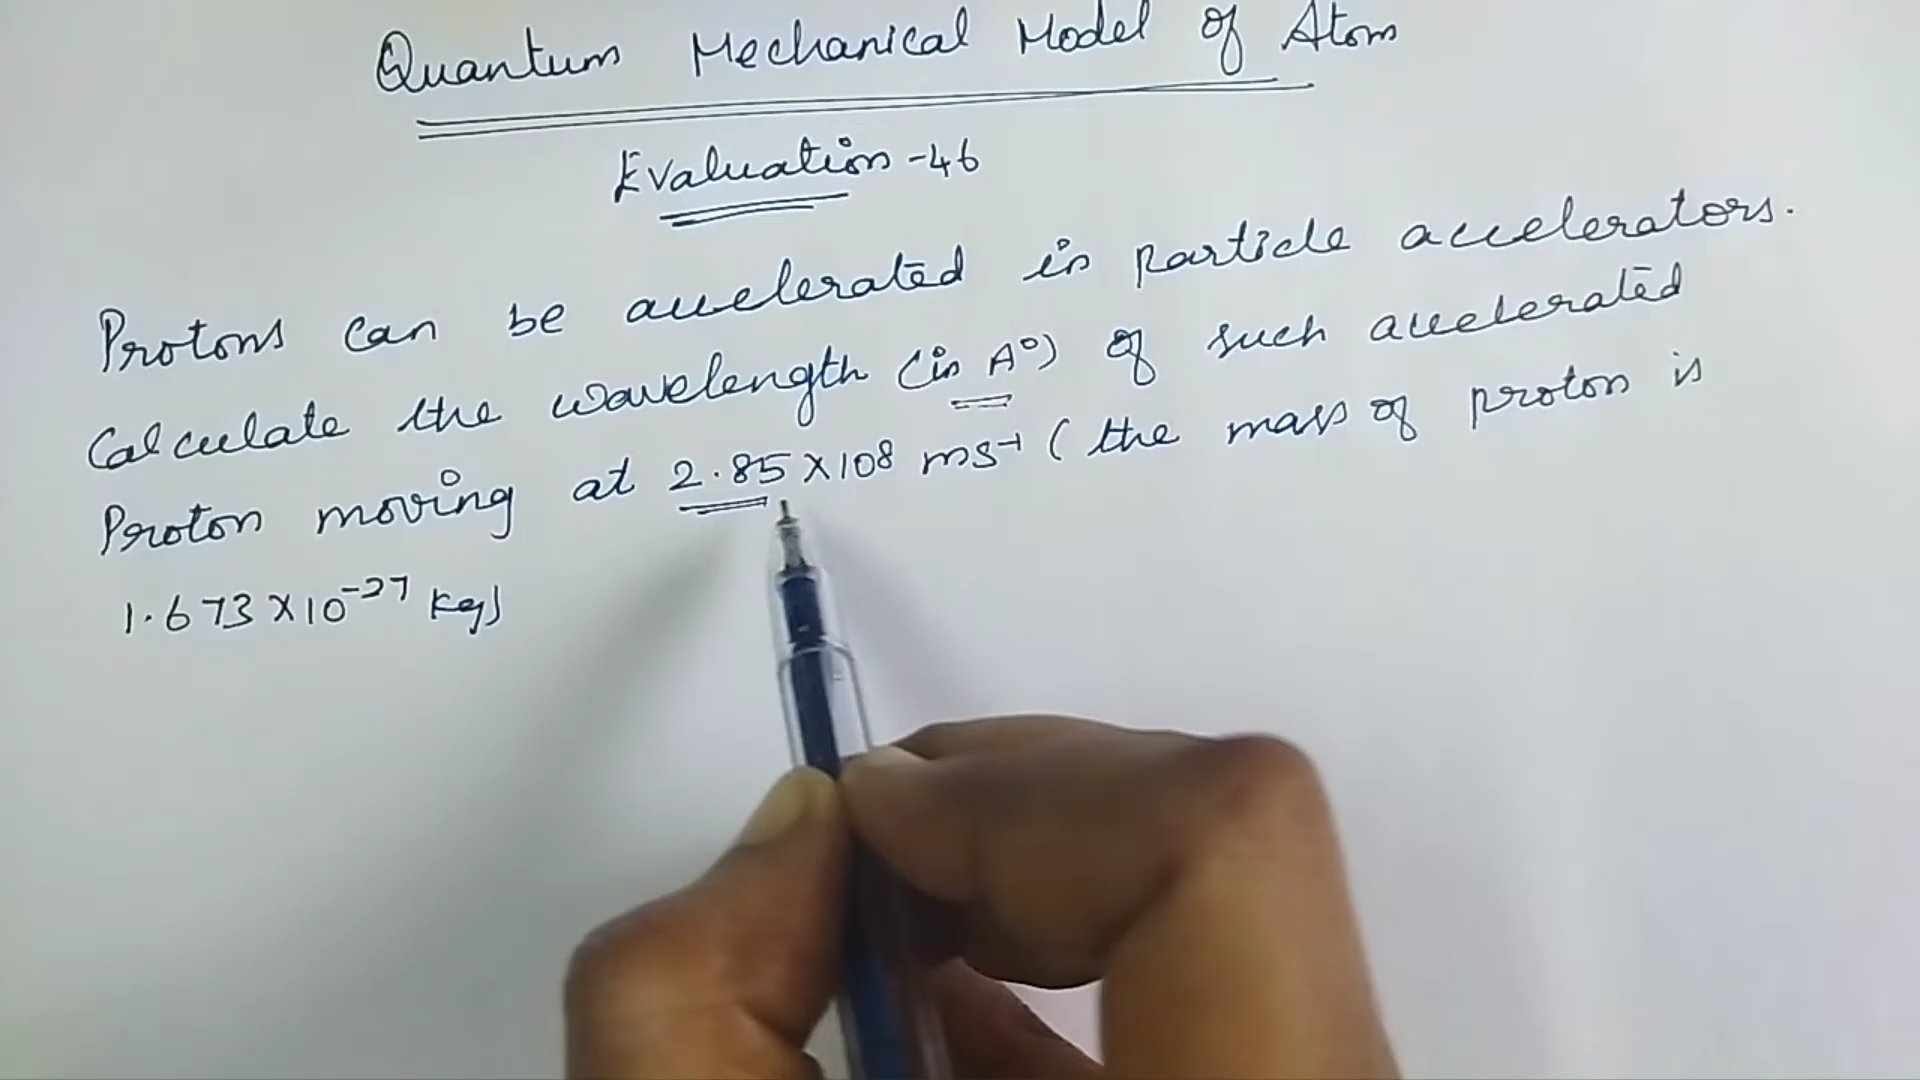 Quantum Mechanical Model of Atom
Evaluation-46
Protons can be accelerated in particle accelerators.
Calculate the wavelength (in A°) of such accelerated
Proton moving at 2.85×10⁸ ms⁻¹ (the mass of proton is
1.673×10⁻²⁷ kg)